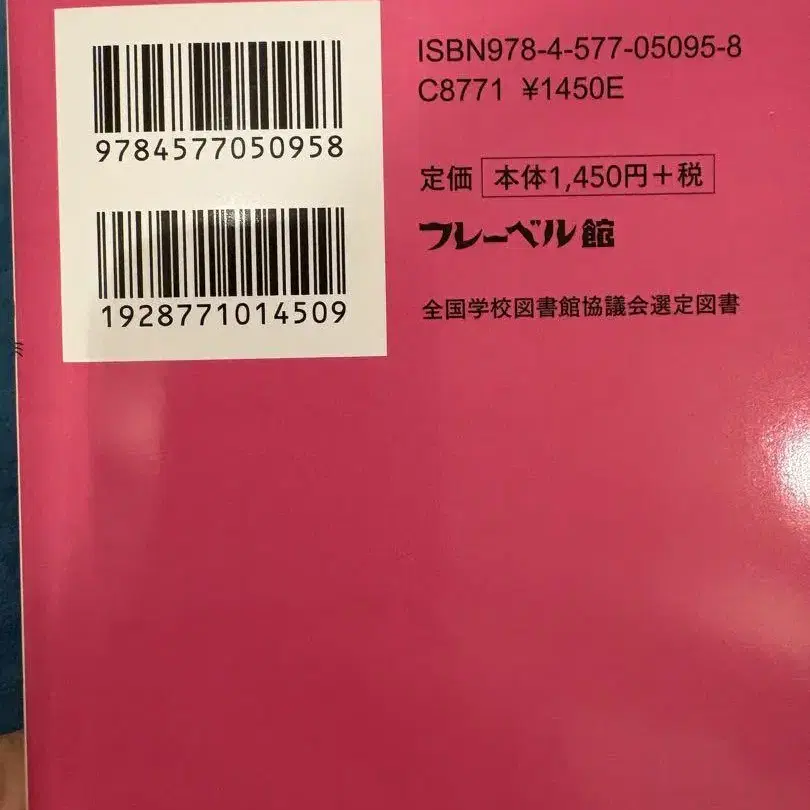 9784577050958
1928771014509
ISBN978-4-577-05095-8
C8771 ¥1450E
定価 本体1,450円+税
フレーベル館
全国学校図書館協議会選定図書